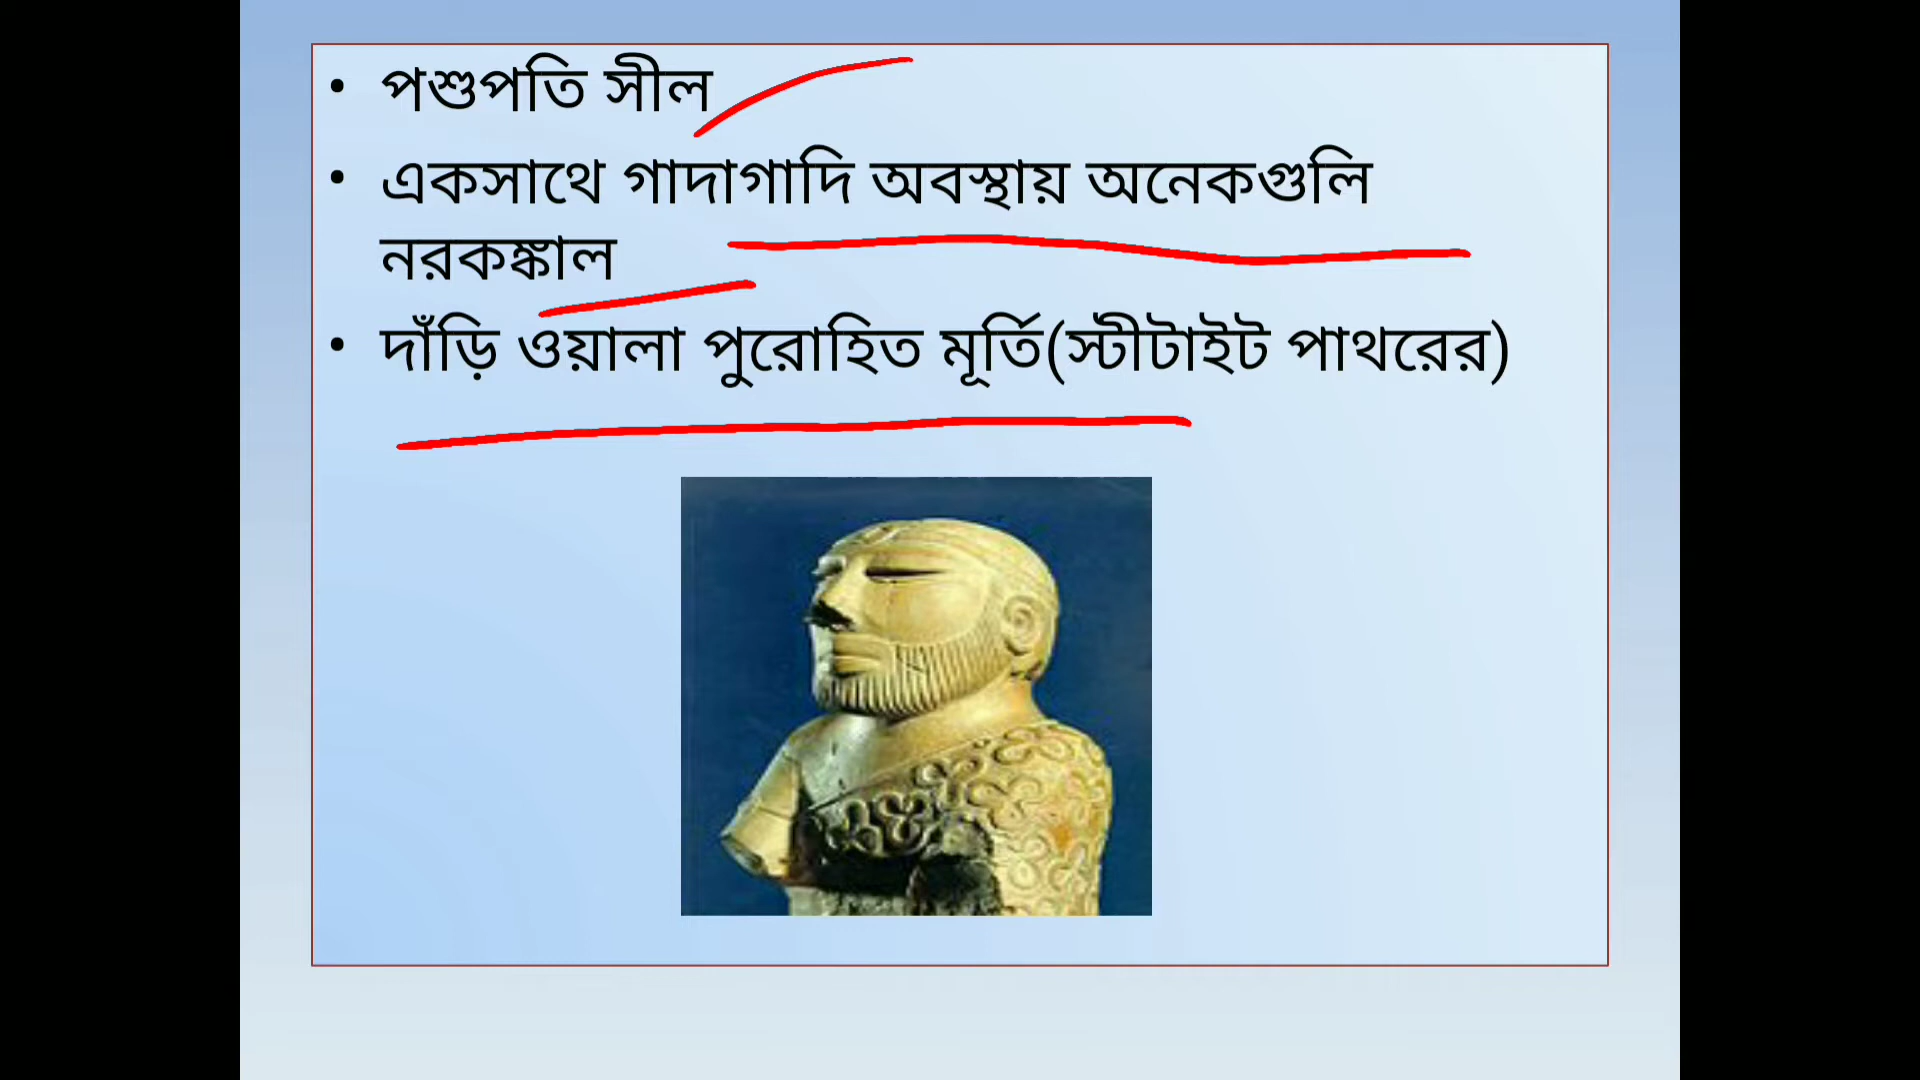 • পশুপতি সীল
• একসাথে গাদাগাদি অবস্থায় অনেকগুলি
নরকঙ্কাল
• দাঁড়ি ওয়ালা পুরোহিত মূর্তি(স্টীটাইট পাথরের)